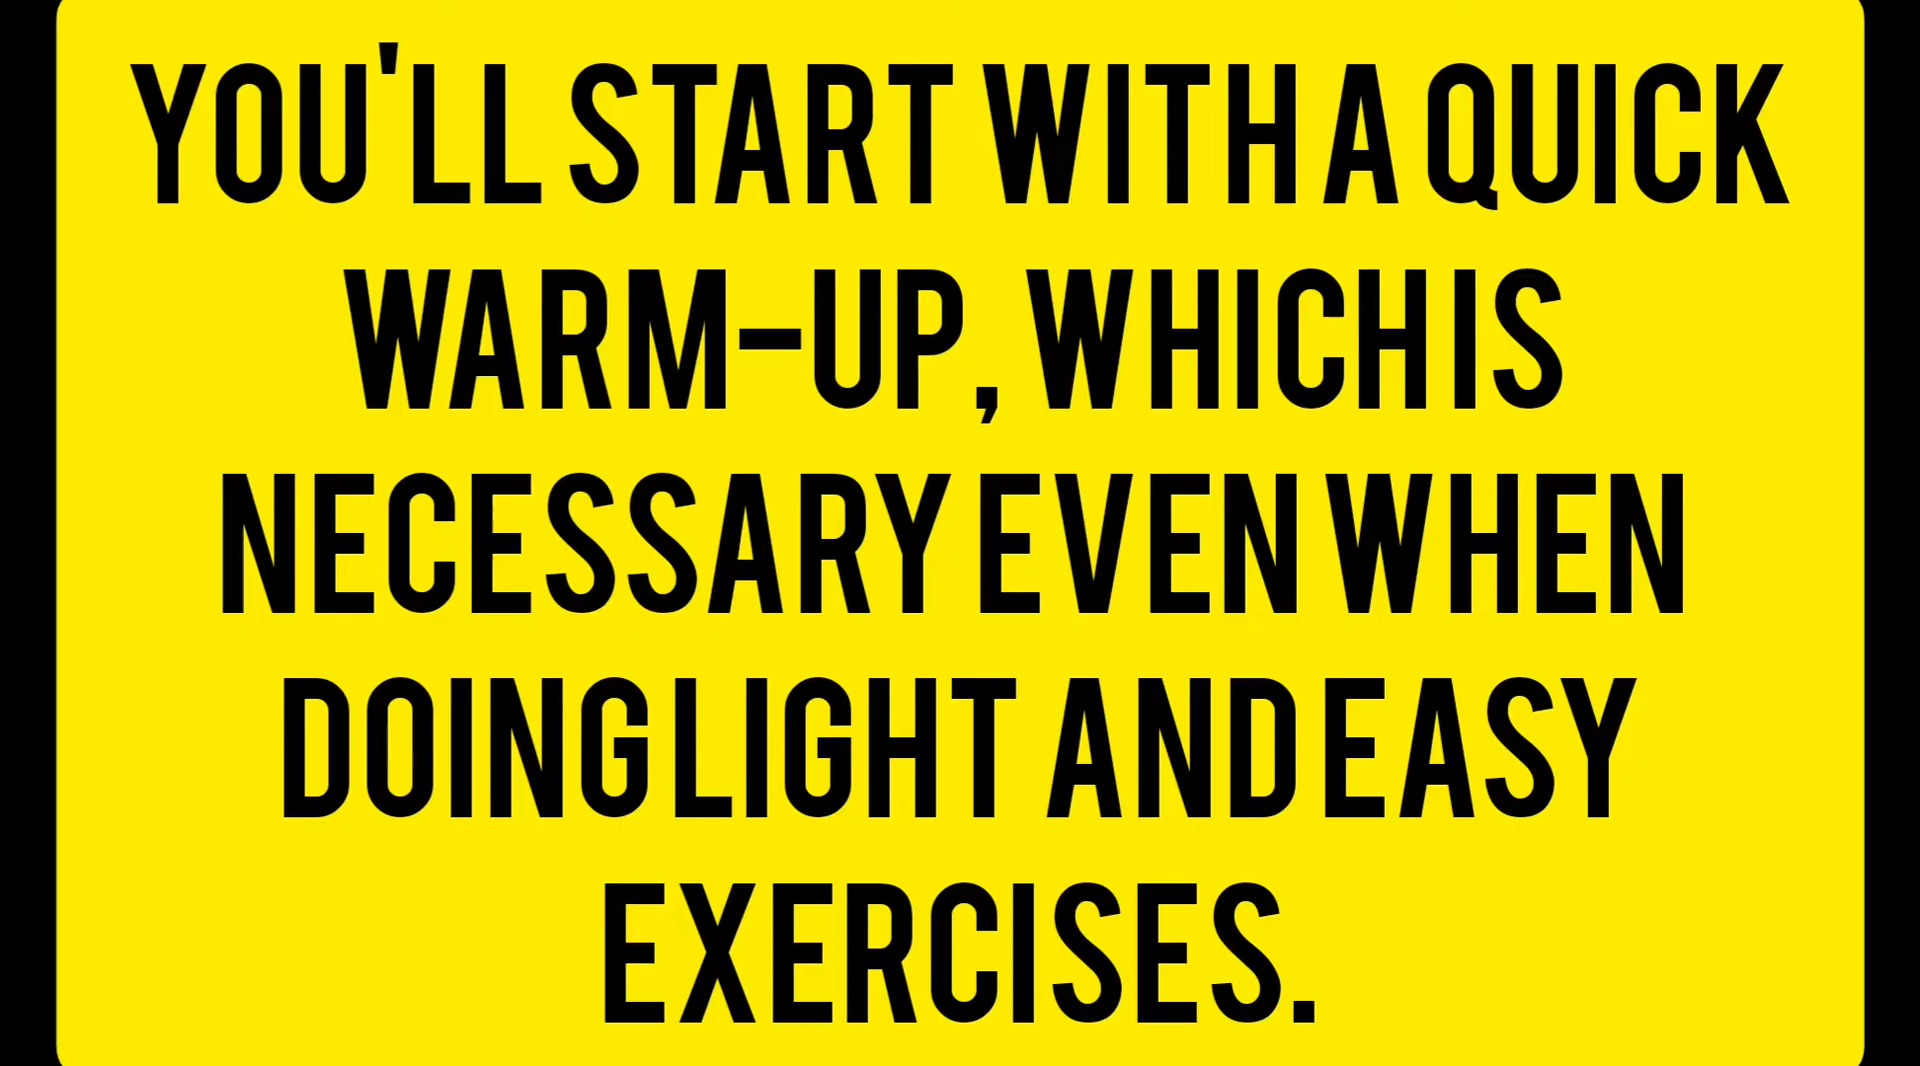 YOU'LL START WITH A QUICK
WARM-UP, WHICH IS
NECESSARY EVEN WHEN
DOING LIGHT AND EASY
EXERCISES.